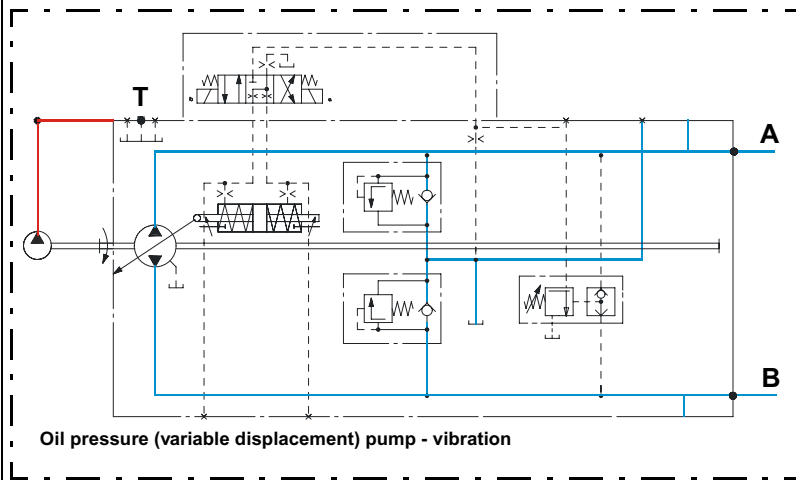 T
A
B
Oil pressure (variable displacement) pump - vibration